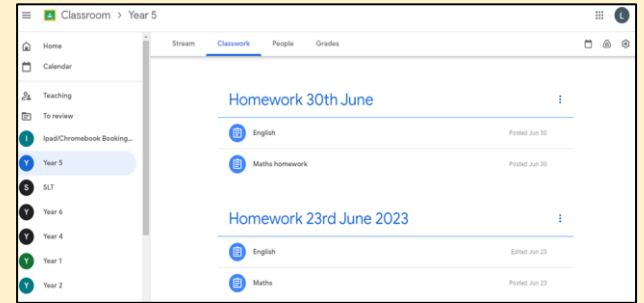 Classroom > Year 5
L
Home
Calendar
Teaching
To review
I Ipad/Chromebook Booking...
Y Year 5
S SLT
Y Year 6
Y Year 4
Y Year 1
Y Year 2
Stream Classwork People Grades
Homework 30th June
English Posted Jun 30
Maths homework Posted Jun 30
Homework 23rd June 2023
English Edited Jun 23
Maths Posted Jun 23